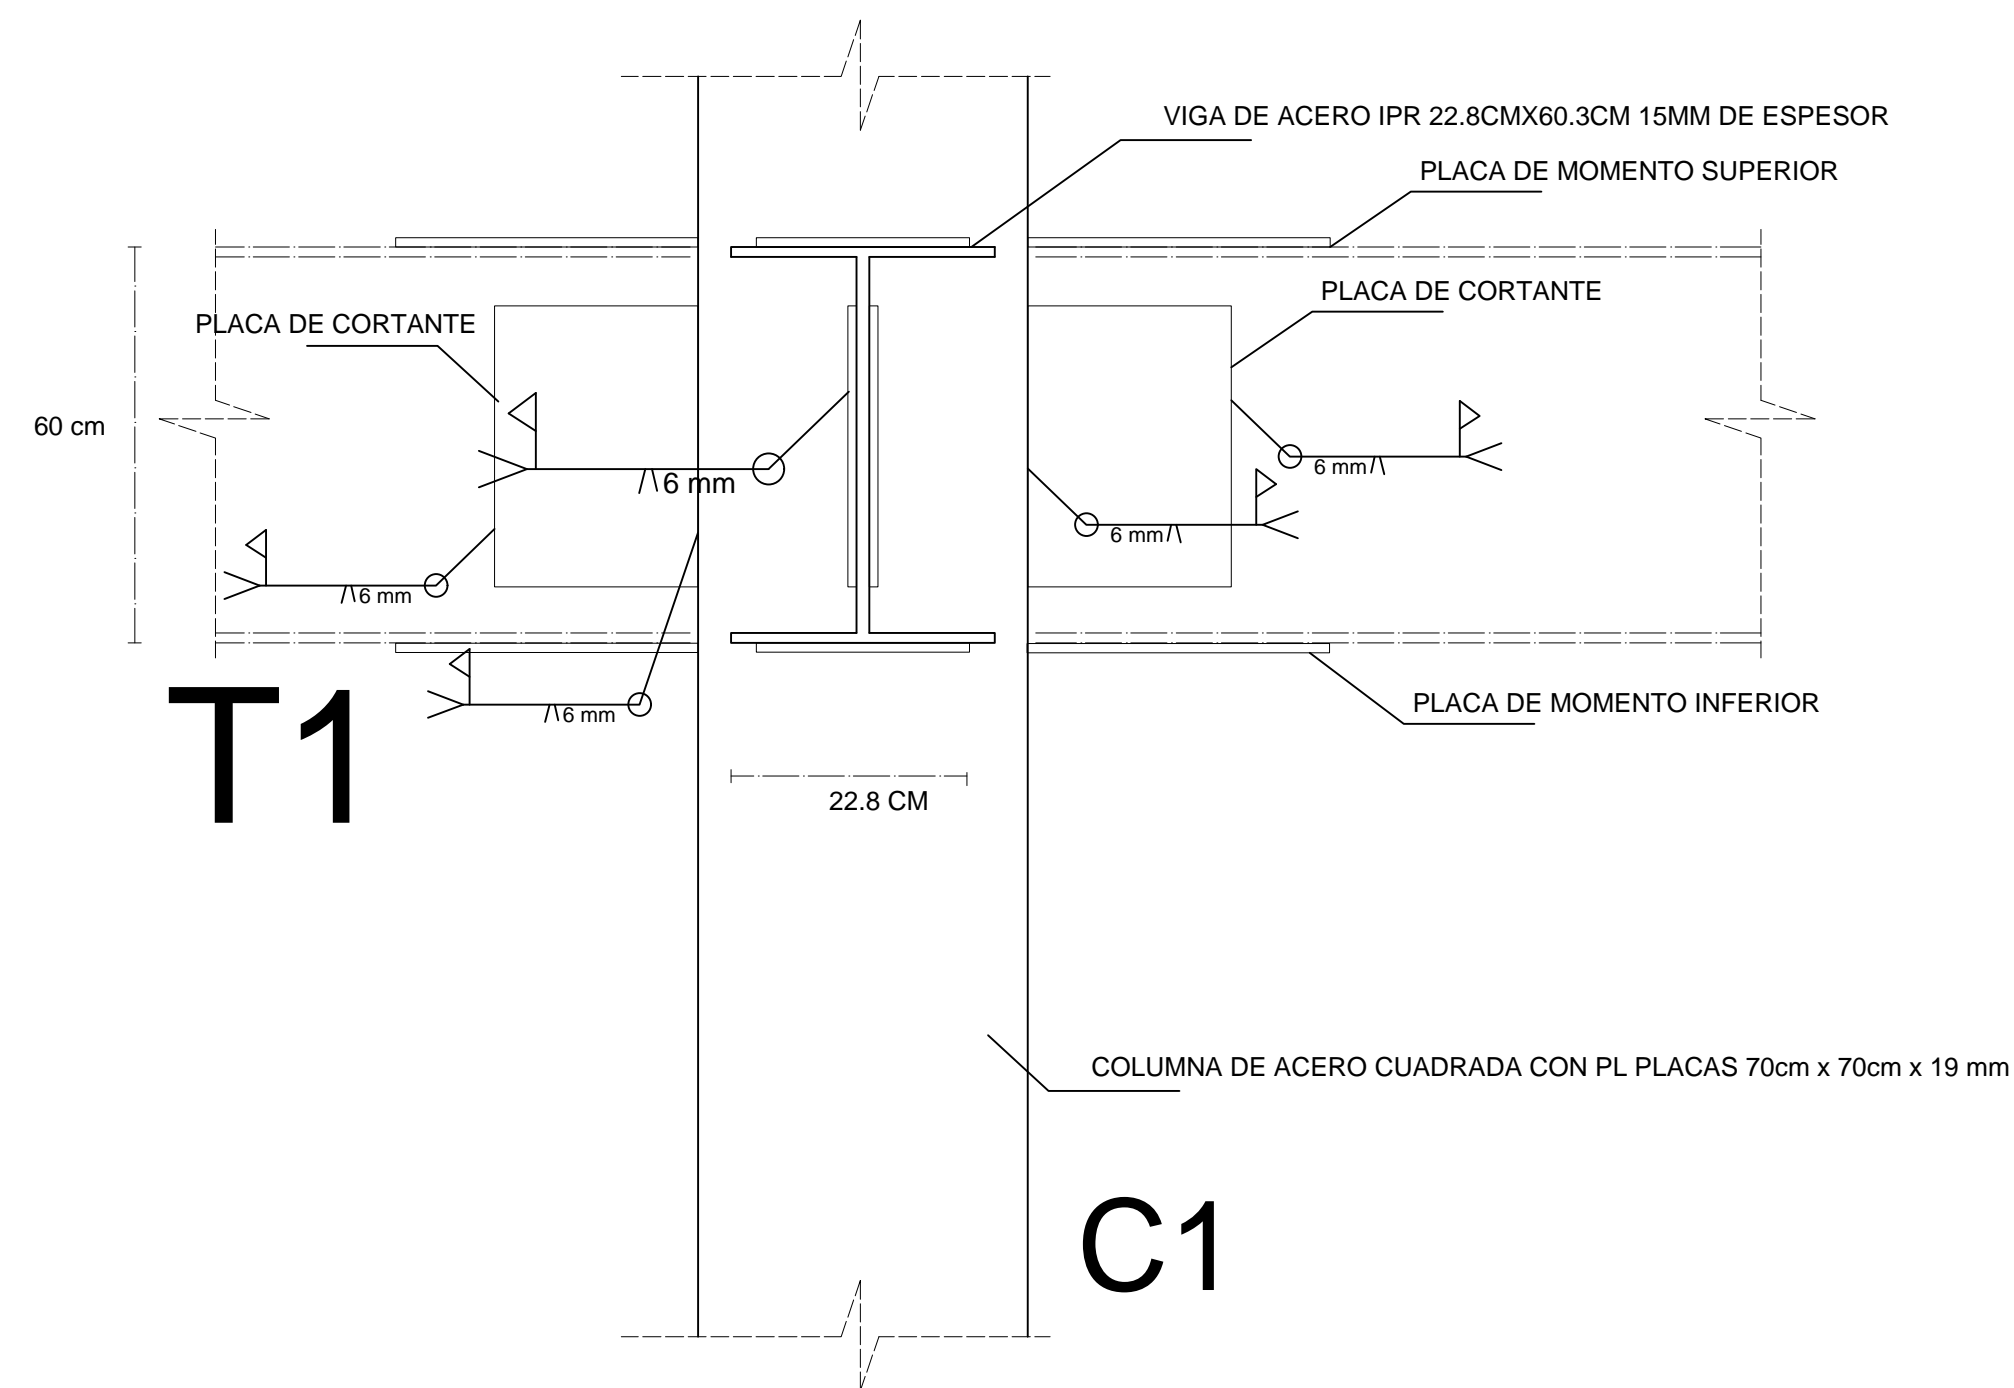 VIGA DE ACERO IPR 22.8CMX60.3CM 15MM DE ESPESOR
PLACA DE MOMENTO SUPERIOR
PLACA DE CORTANTE
PLACA DE CORTANTE
60 cm
6 mm
6 mm
6 mm
6 mm
6 mm
T1
PLACA DE MOMENTO INFERIOR
22.8 CM
COLUMNA DE ACERO CUADRADA CON PL PLACAS 70cm x 70cm x 19 mm
C1